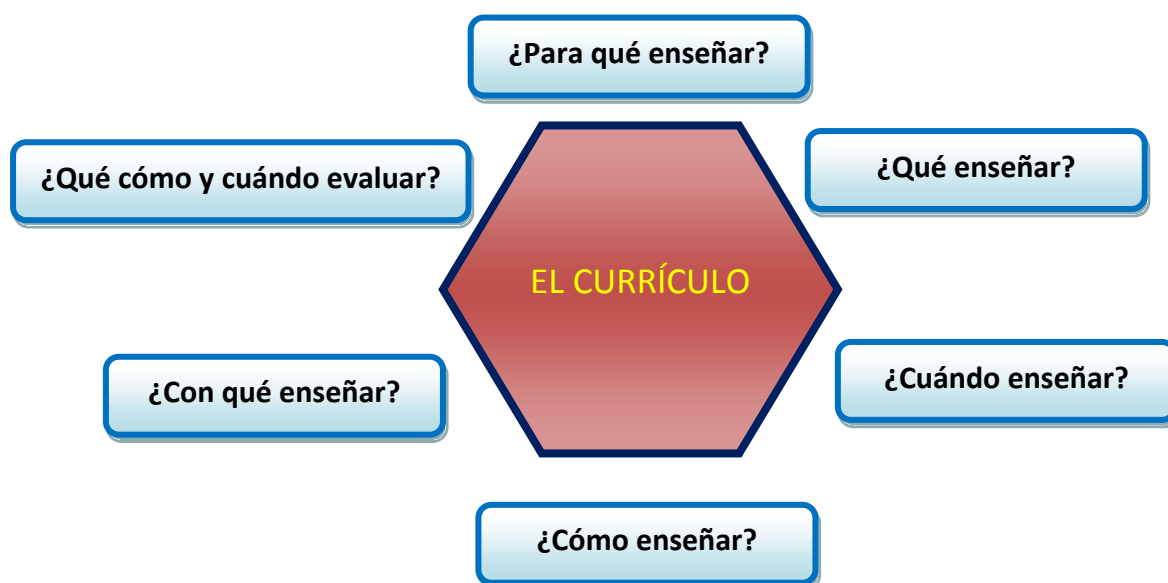 ¿Para qué enseñar?
¿Qué cómo y cuándo evaluar?
¿Qué enseñar?
EL CURRÍCULO
¿Con qué enseñar?
¿Cuándo enseñar?
¿Cómo enseñar?